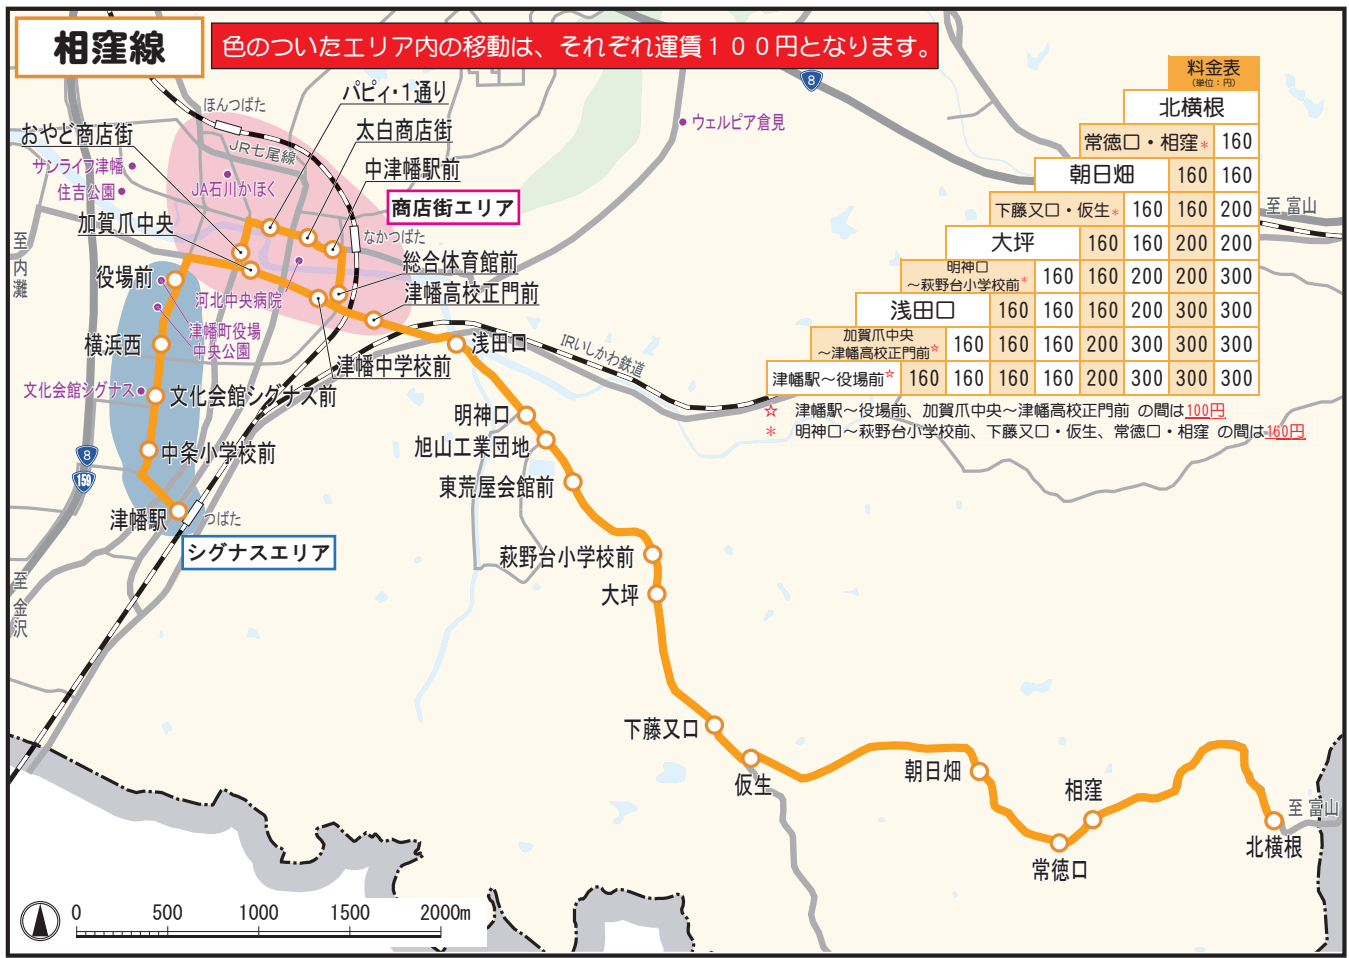 相窪線
色のついたエリア内の移動は、それぞれ運賃１００円となります。
料金表
(単位：円)
北横根
常徳口・相窪* 160
朝日畑 160 160
下藤又口・仮生* 160 160 200
大坪 160 160 200 200
明神口
～萩野台小学校前* 160 160 200 200 300
浅田口 160 160 160 200 300 300
加賀爪中央
～津幡高校正門前☆ 160 160 160 200 300 300 300
津幡駅～役場前☆ 160 160 160 160 200 300 300 300
☆ 津幡駅～役場前、加賀爪中央～津幡高校正門前 の間は100円
＊ 明神口～萩野台小学校前、下藤又口・仮生、常徳口・相窪 の間は160円
8
ウェルピア倉見
至 富山
パピィ・1通り
ほんつばた
太白商店街
おやど商店街
JR七尾線
中津幡駅前
サンライフ津幡
JA石川かほく
住吉公園
商店街エリア
加賀爪中央
なかつばた
至内灘
総合体育館前
役場前
河北中央病院
津幡高校正門前
津幡町役場
中央公園
横浜西
浅田口
IRいしかわ鉄道
津幡中学校前
文化会館シグナス
文化会館シグナス前
明神口
旭山工業団地
8
中条小学校前
159
東荒屋会館前
津幡駅
つばた
シグナスエリア
萩野台小学校前
至金沢
大坪
下藤又口
朝日畑
仮生
相窪
至 富山
北横根
常徳口
0 500 1000 1500 2000m